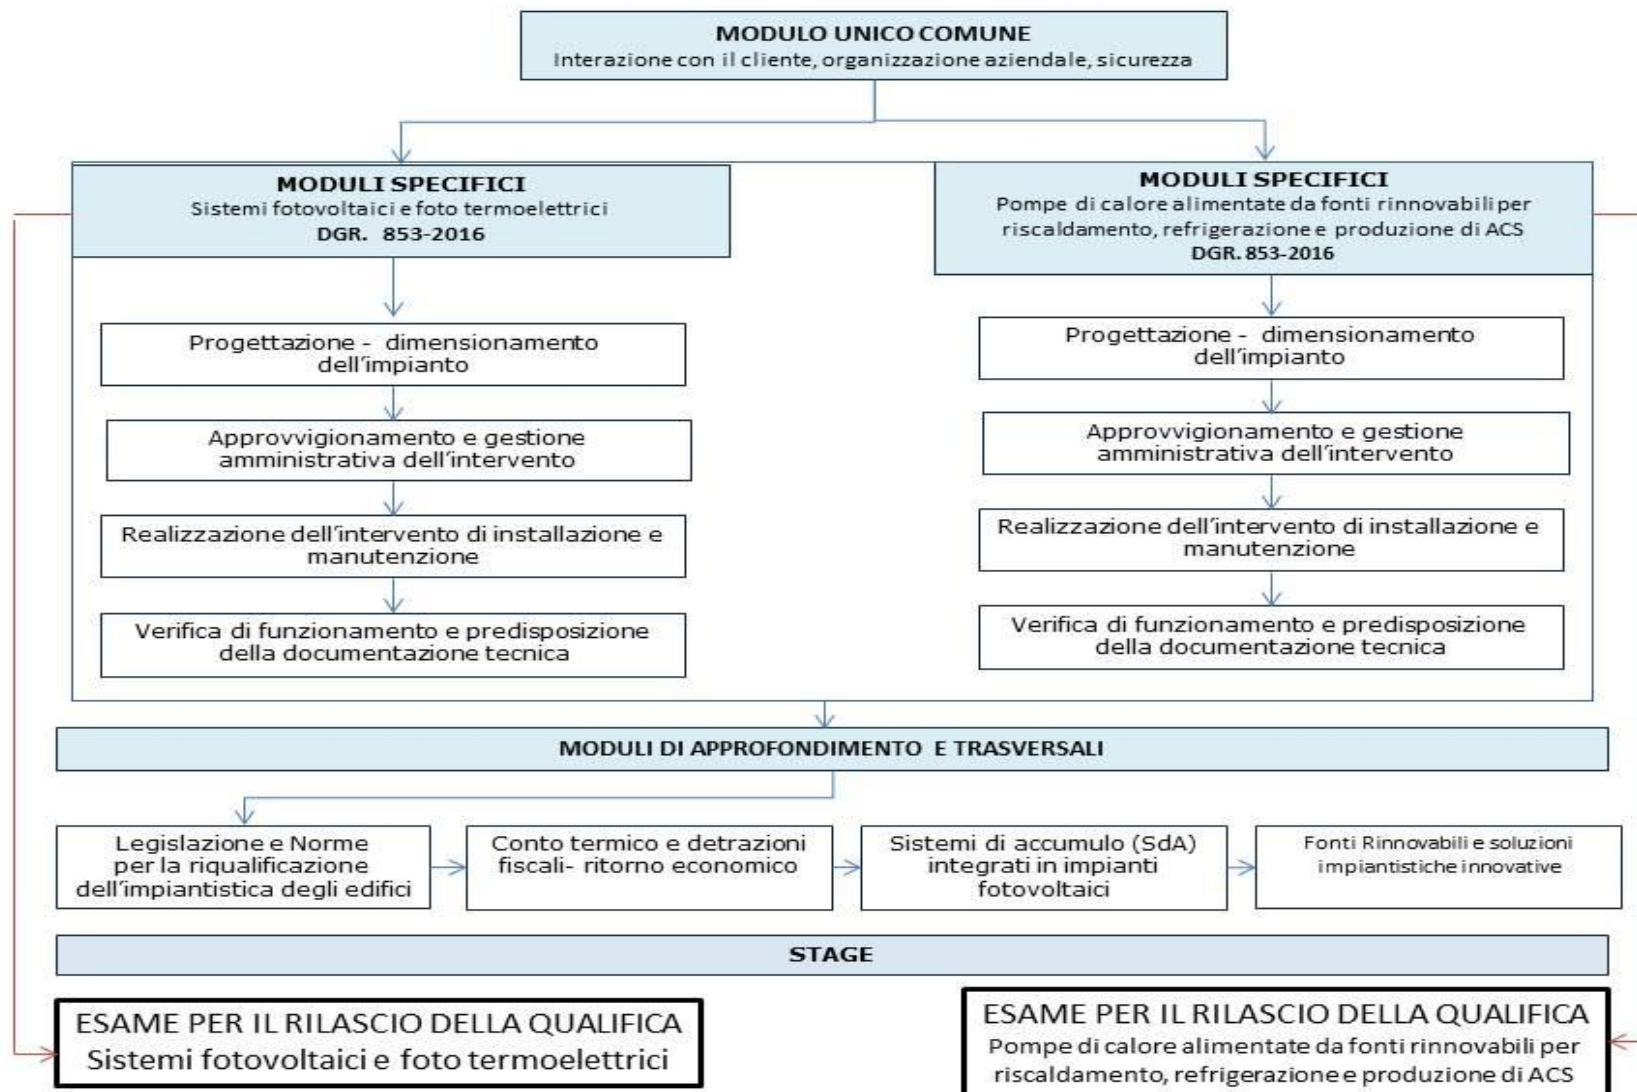 MODULO UNICO COMUNE
Interazione con il cliente, organizzazione aziendale, sicurezza
MODULI SPECIFICI
Sistemi fotovoltaici e foto termoelettrici
DGR. 853-2016
MODULI SPECIFICI
Pompe di calore alimentate da fonti rinnovabili per
riscaldamento, refrigerazione e produzione di ACS
DGR. 853-2016
Progettazione - dimensionamento
dell'impianto
Approvvigionamento e gestione
amministrativa dell'intervento
Realizzazione dell'intervento di installazione e
manutenzione
Verifica di funzionamento e predisposizione
della documentazione tecnica
Progettazione - dimensionamento
dell'impianto
Approvvigionamento e gestione
amministrativa dell'intervento
Realizzazione dell'intervento di installazione e
manutenzione
Verifica di funzionamento e predisposizione
della documentazione tecnica
MODULI DI APPROFONDIMENTO E TRASVERSALI
Legislazione e Norme
per la riqualificazione
dell'impiantistica degli edifici
Conto termico e detrazioni
fiscali- ritorno economico
Sistemi di accumulo (SdA)
integrati in impianti
fotovoltaici
Fonti Rinnovabili e soluzioni
impiantistiche innovative
STAGE
ESAME PER IL RILASCIO DELLA QUALIFICA
Sistemi fotovoltaici e foto termoelettrici
ESAME PER IL RILASCIO DELLA QUALIFICA
Pompe di calore alimentate da fonti rinnovabili per
riscaldamento, refrigerazione e produzione di ACS